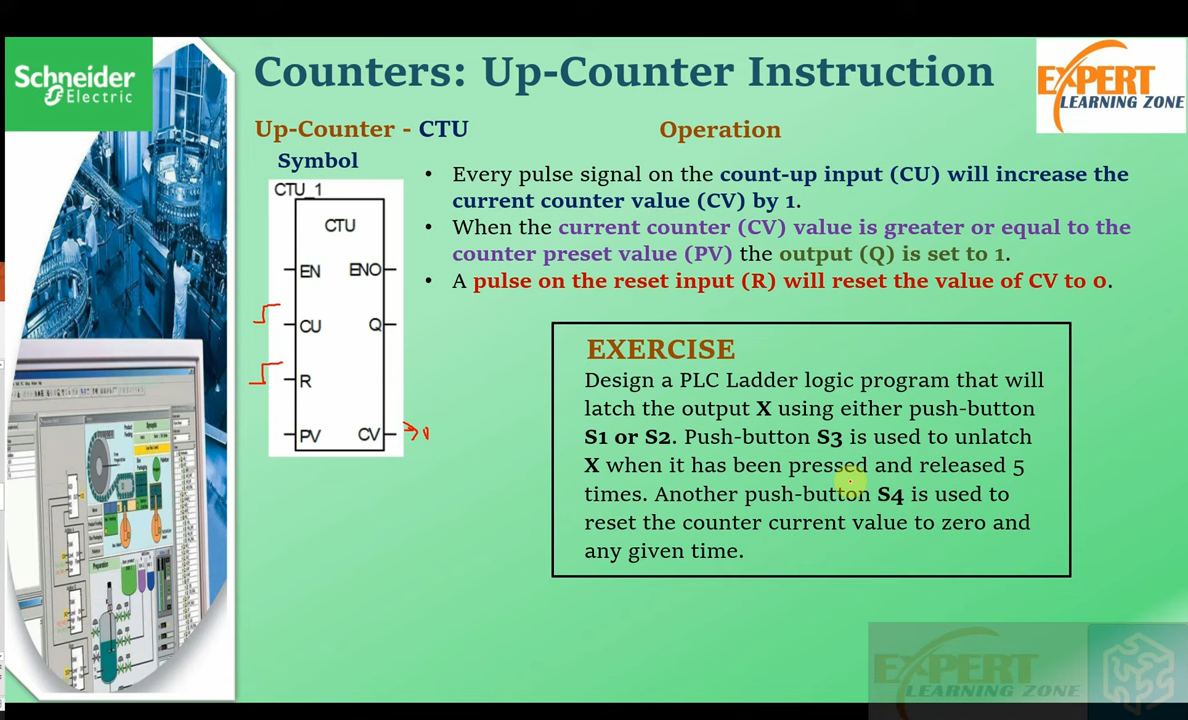 Schneider
Electric
Counters: Up-Counter Instruction
EXPERT
LEARNING ZONE
Up-Counter - CTU
Operation
Symbol
CTU_1
CTU
EN ENO
CU Q
R
PV CV
• Every pulse signal on the count-up input (CU) will increase the
current counter value (CV) by 1.
• When the current counter (CV) value is greater or equal to the
counter preset value (PV) the output (Q) is set to 1.
• A pulse on the reset input (R) will reset the value of CV to 0.
EXERCISE
Design a PLC Ladder logic program that will
latch the output X using either push-button
S1 or S2. Push-button S3 is used to unlatch
X when it has been pressed and released 5
times. Another push-button S4 is used to
reset the counter current value to zero and
any given time.
EXPERT
LEARNING ZONE